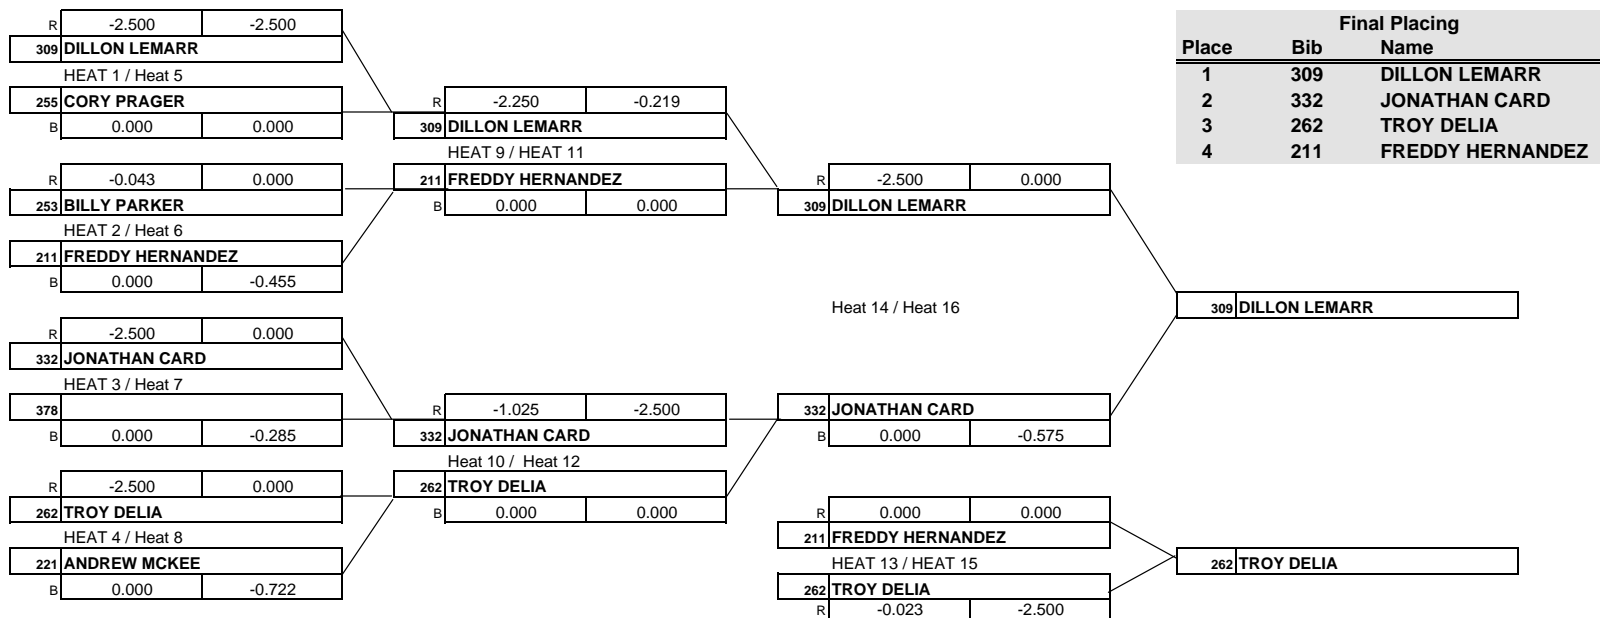 R -2.500 -2.500
309 DILLON LEMARR
HEAT 1 / Heat 5
255 CORY PRAGER
B 0.000 0.000
R -0.043 0.000
253 BILLY PARKER
HEAT 2 / Heat 6
211 FREDDY HERNANDEZ
B 0.000 -0.455
R -2.500 0.000
332 JONATHAN CARD
HEAT 3 / Heat 7
378
B 0.000 -0.285
R -2.500 0.000
262 TROY DELIA
HEAT 4 / Heat 8
221 ANDREW MCKEE
B 0.000 -0.722
R -2.250 -0.219
309 DILLON LEMARR
HEAT 9 / HEAT 11
211 FREDDY HERNANDEZ
B 0.000 0.000
R -1.025 -2.500
332 JONATHAN CARD
Heat 10 / Heat 12
262 TROY DELIA
B 0.000 0.000
R -2.500 0.000
309 DILLON LEMARR
Heat 14 / Heat 16
332 JONATHAN CARD
B 0.000 -0.575
R 0.000 0.000
211 FREDDY HERNANDEZ
HEAT 13 / HEAT 15
262 TROY DELIA
R -0.023 -2.500
309 DILLON LEMARR
262 TROY DELIA
Final Placing
Place Bib Name
1 309 DILLON LEMARR
2 332 JONATHAN CARD
3 262 TROY DELIA
4 211 FREDDY HERNANDEZ